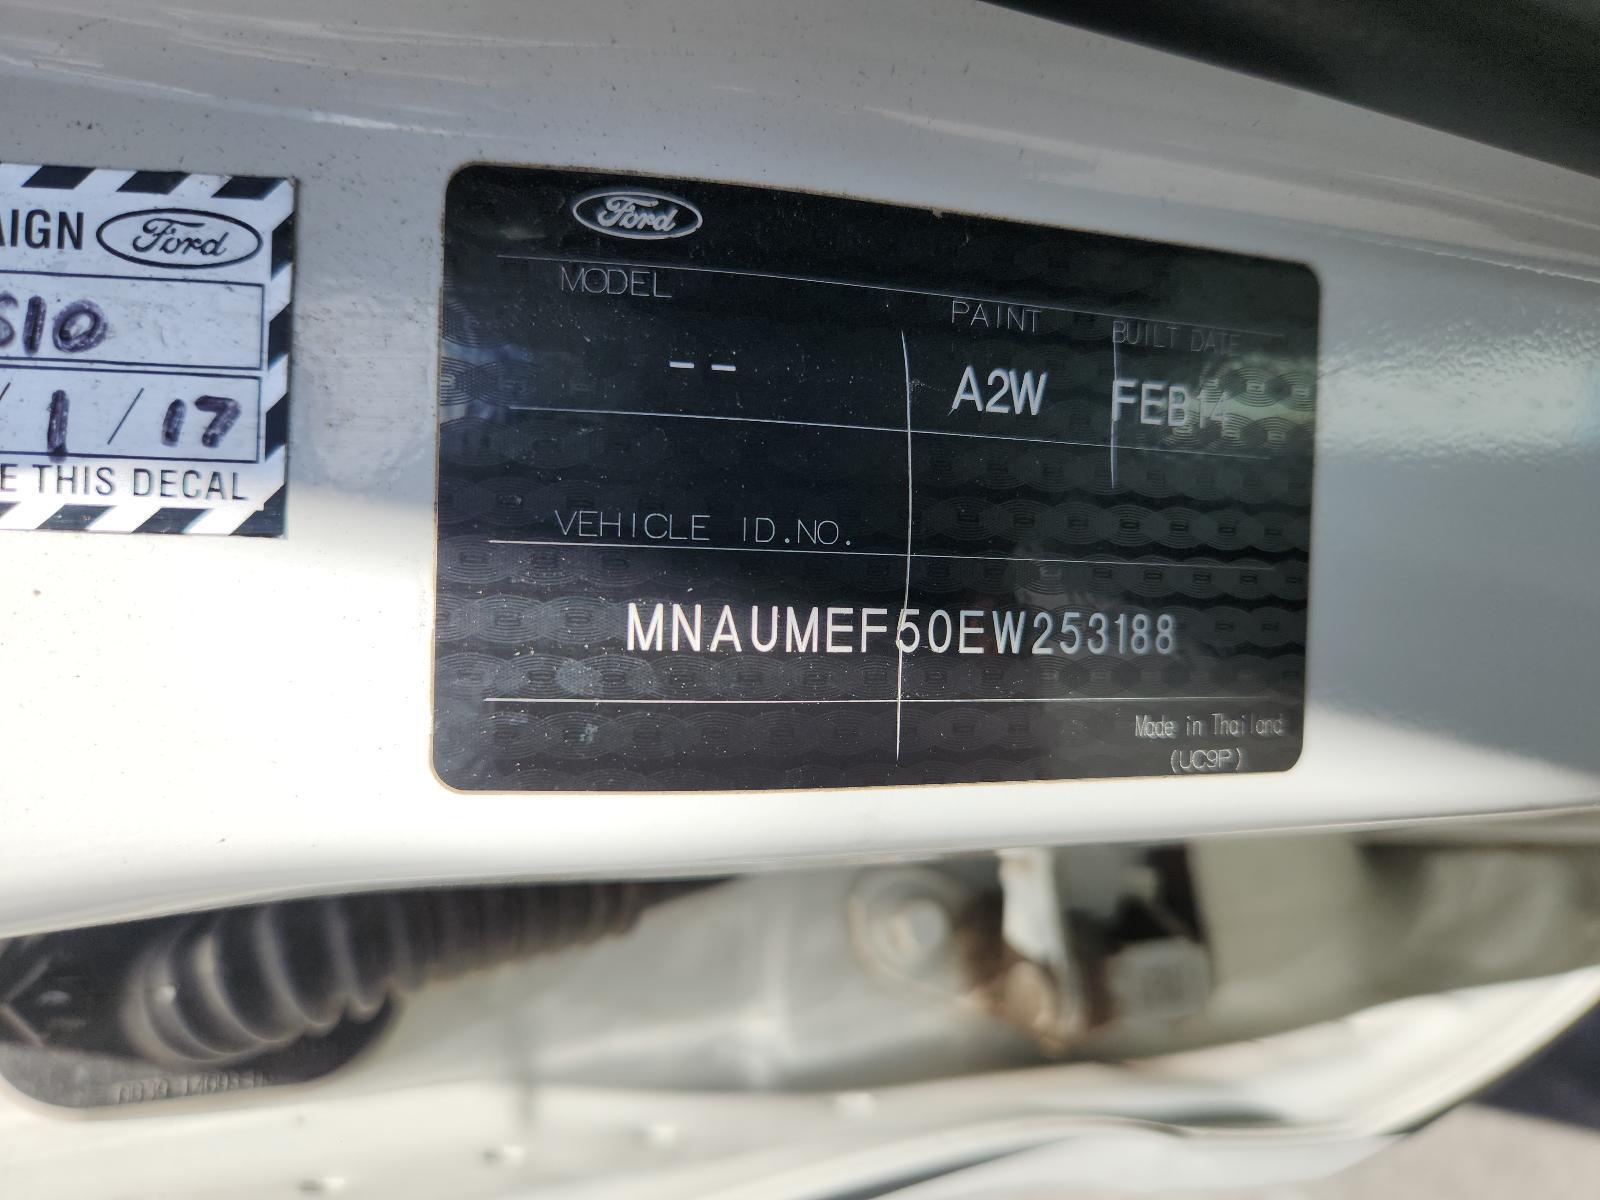 AIGN Ford
S10
/ 1 / 17
E THIS DECAL
Ford
MODEL PAINT BUILT DATE
-- A2W FEB14
VEHICLE ID.NO.
MNAUMEF50EW253188
Made in Thailand
(UC9P)